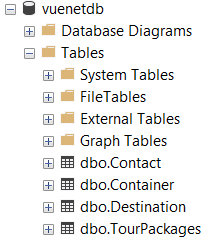 vuenetdb
Database Diagrams
Tables
System Tables
FileTables
External Tables
Graph Tables
dbo.Contact
dbo.Container
dbo.Destination
dbo.TourPackages